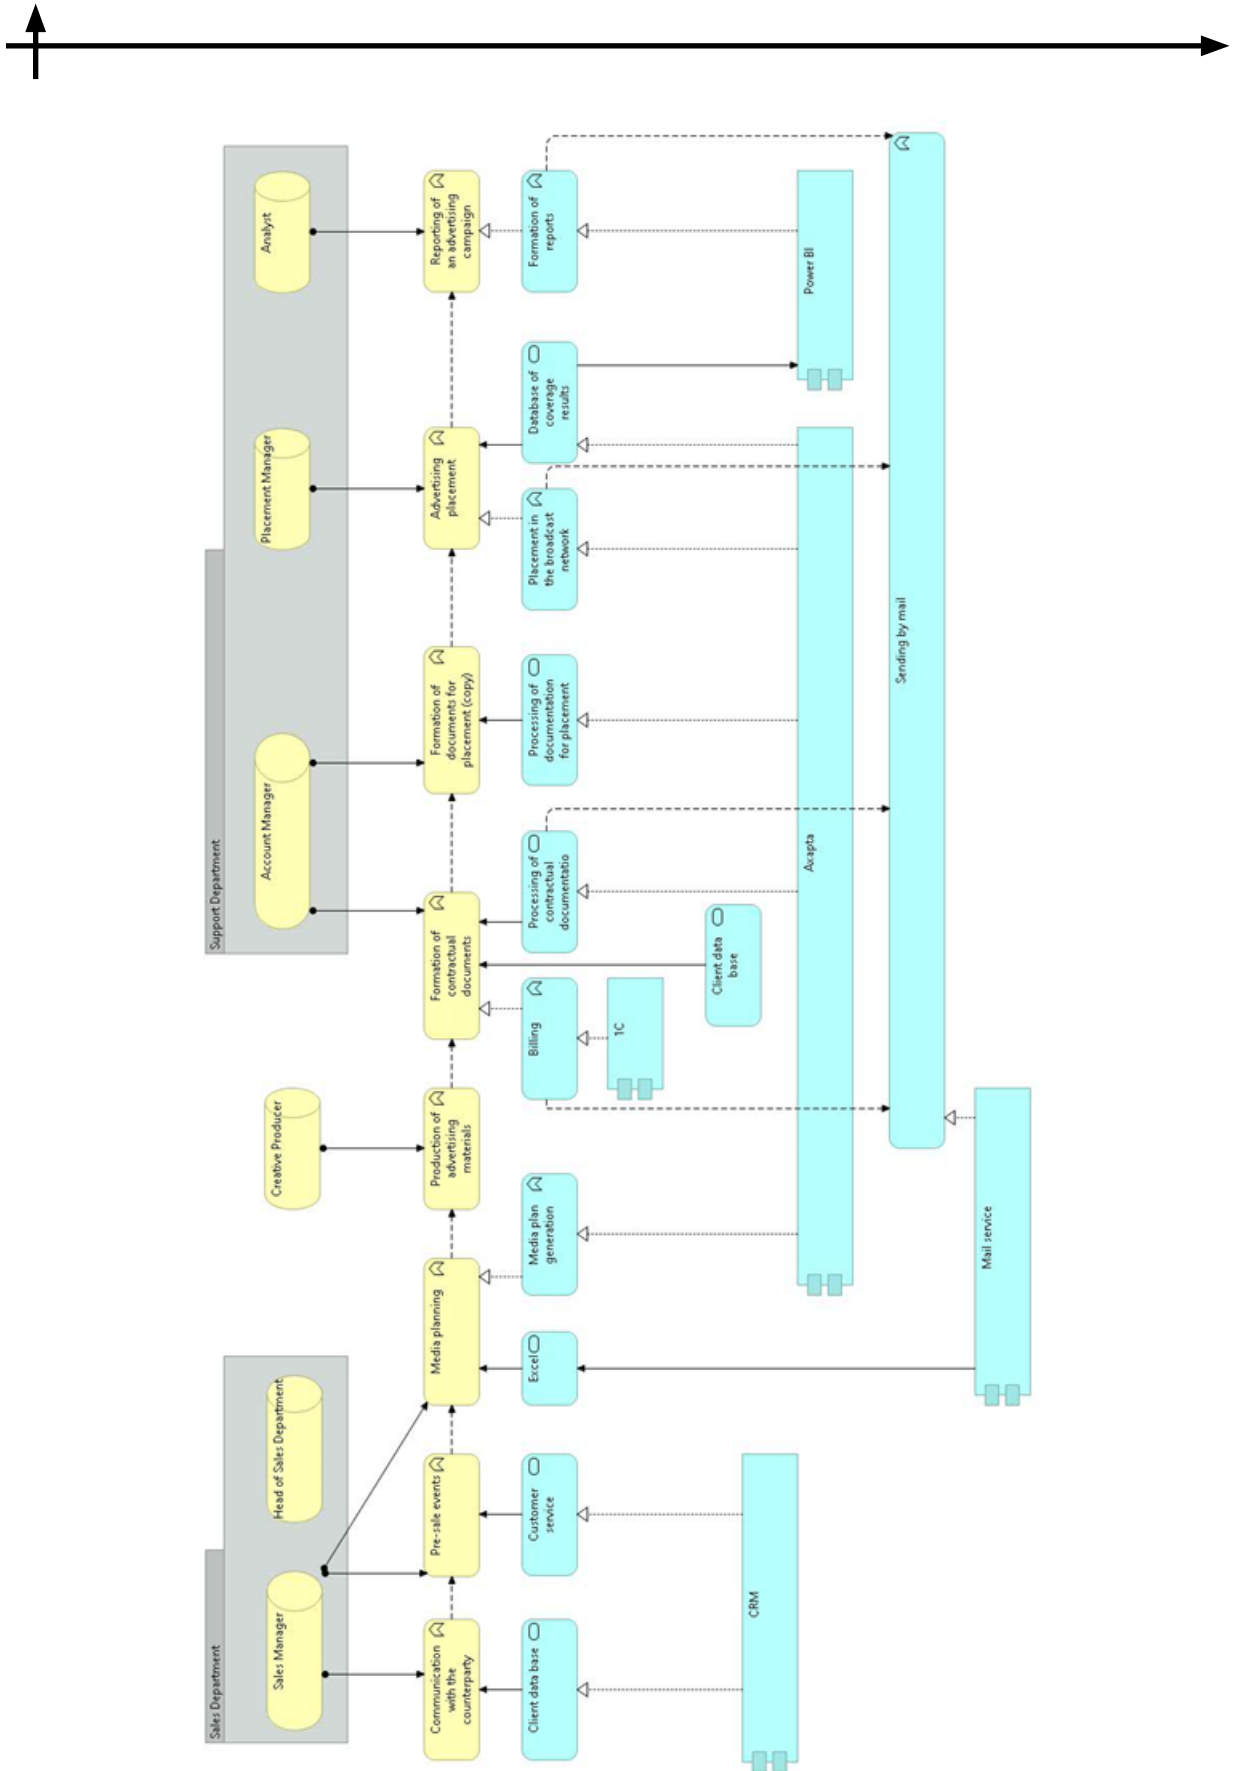 Sales Department
Sales Manager
Head of Sales Department
Creative Producer
Support Department
Account Manager
Placement Manager
Analyst
Communication
with the
counterparty
Pre-sale events
Media planning
Production of
advertising
materials
Formation of
contractual
documents
Formation of
documents for
placement (copy)
Advertising
placement
Reporting of
an advertising
campaign
Client data base
Customer
service
Excel
Media plan
generation
Billing
Processing of
contractual
documentatio
Processing of
documentation
for placement
Placement in
the broadcast
network
Database of
coverage
results
Formation of
reports
1C
Client data
base
CRM
Axapta
Power BI
Sending by mail
Mail service